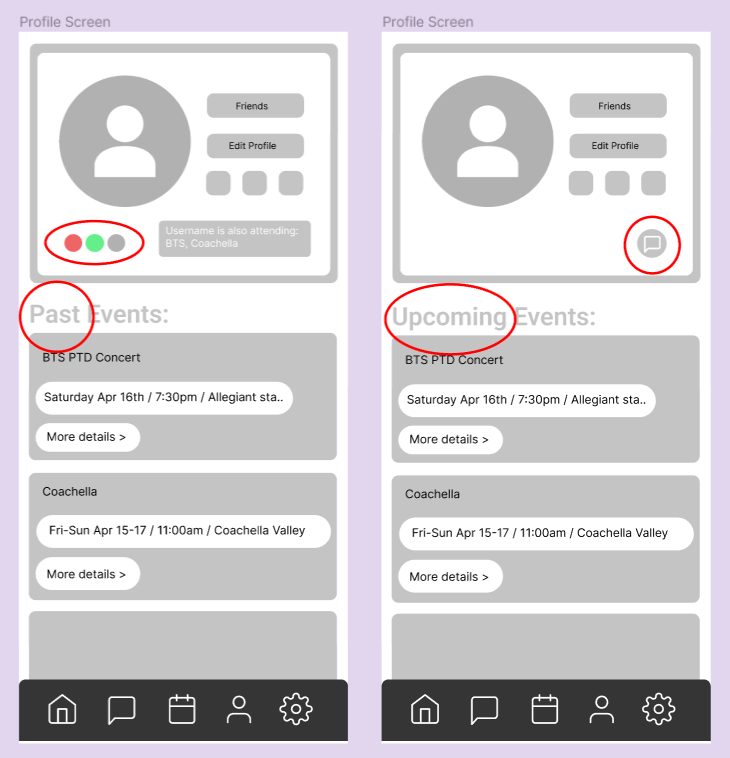 Profile Screen
Friends
Edit Profile
Username is also attending:
BTS, Coachella
Past Events:
BTS PTD Concert
Saturday Apr 16th / 7:30pm / Allegiant sta..
More details >
Coachella
Fri-Sun Apr 15-17 / 11:00am / Coachella Valley
More details >
Profile Screen
Friends
Edit Profile
Upcoming Events:
BTS PTD Concert
Saturday Apr 16th / 7:30pm / Allegiant sta..
More details >
Coachella
Fri-Sun Apr 15-17 / 11:00am / Coachella Valley
More details >